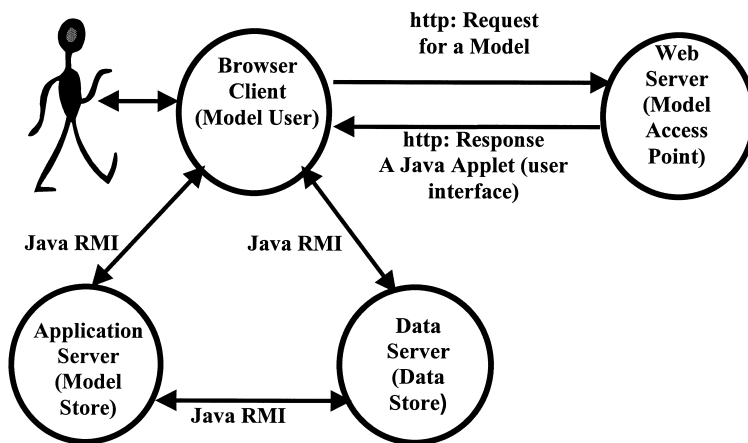 http: Request
for a Model
Browser
Client
(Model User)
Web
Server
(Model
Access
Point)
http: Response
A Java Applet (user
interface)
Java RMI
Java RMI
Application
Server
(Model
Store)
Data
Server
(Data
Store)
Java RMI